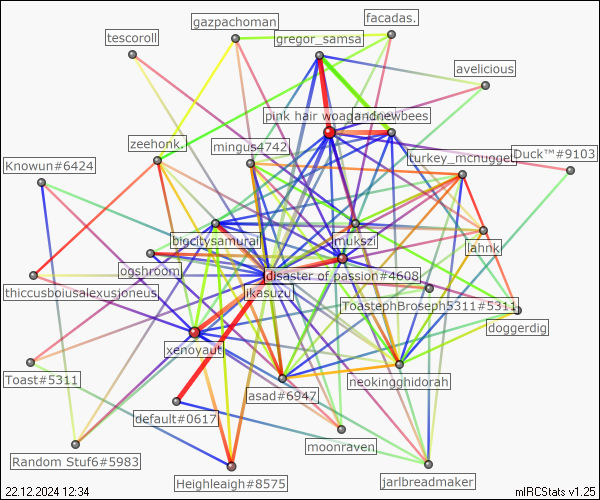 facadas.
gazpachoman
tescoroll
gregor_samsa
avelicious
pink hair woa
andnewbees
zeehonk.
mingus4742
turkey_mcnugget
Duck™#9103
Knowun#6424
bigcitysamurai
mukszi
lahnk
ogshroom
disaster of passion#4608
thiccusboiusalexusjoneus
ikasuzu
ToastephBroseph5311#5311
doggerdig
xenoyaut
Toast#5311
neokingghidorah
asad#6947
default#0617
moonraven
Random Stuf6#5983
Heighleaigh#8575
jarlbreadmaker
22.12.2024 12:34
mIRCStats v1.25